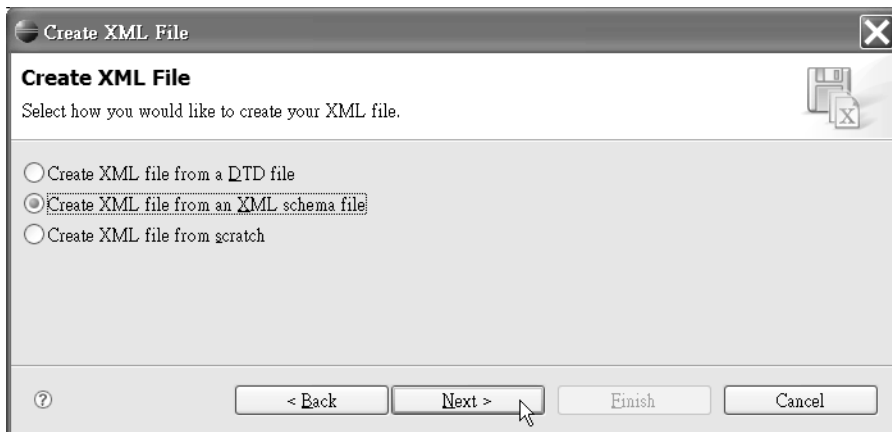 Create XML File
Create XML File
Select how you would like to create your XML file.
Create XML file from a DTD file
Create XML file from an XML schema file
Create XML file from scratch
< Back Next > Finish Cancel